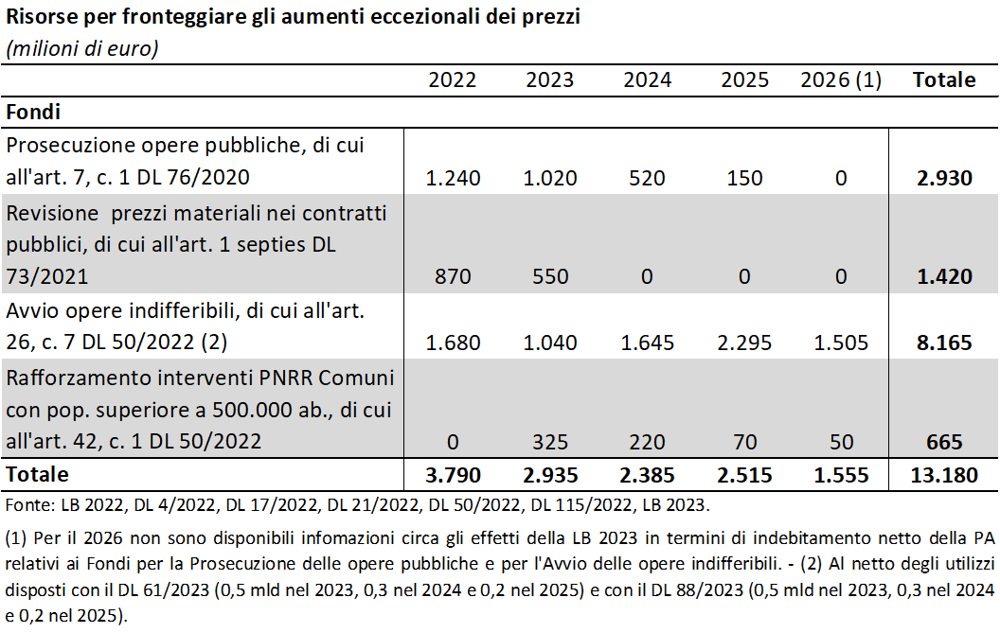 Risorse per fronteggiare gli aumenti eccezionali dei prezzi
(milioni di euro)
2022 2023 2024 2025 2026 (1) Totale
Fondi
Prosecuzione opere pubbliche, di cui
all'art. 7, c. 1 DL 76/2020 1.240 1.020 520 150 0 2.930
Revisione prezzi materiali nei contratti
pubblici, di cui all'art. 1 septies DL
73/2021 870 550 0 0 0 1.420
Avvio opere indifferibili, di cui all'art.
26, c. 7 DL 50/2022 (2) 1.680 1.040 1.645 2.295 1.505 8.165
Rafforzamento interventi PNRR Comuni
con pop. superiore a 500.000 ab., di cui
all'art. 42, c. 1 DL 50/2022 0 325 220 70 50 665
Totale 3.790 2.935 2.385 2.515 1.555 13.180
Fonte: LB 2022, DL 4/2022, DL 17/2022, DL 21/2022, DL 50/2022, DL 115/2022, LB 2023.
(1) Per il 2026 non sono disponibili infomazioni circa gli effetti della LB 2023 in termini di indebitamento netto della PA
relativi ai Fondi per la Prosecuzione delle opere pubbliche e per l'Avvio delle opere indifferibili. - (2) Al netto degli utilizzi
disposti con il DL 61/2023 (0,5 mld nel 2023, 0,3 nel 2024 e 0,2 nel 2025) e con il DL 88/2023 (0,5 mld nel 2023, 0,3 nel 2024
e 0,2 nel 2025).